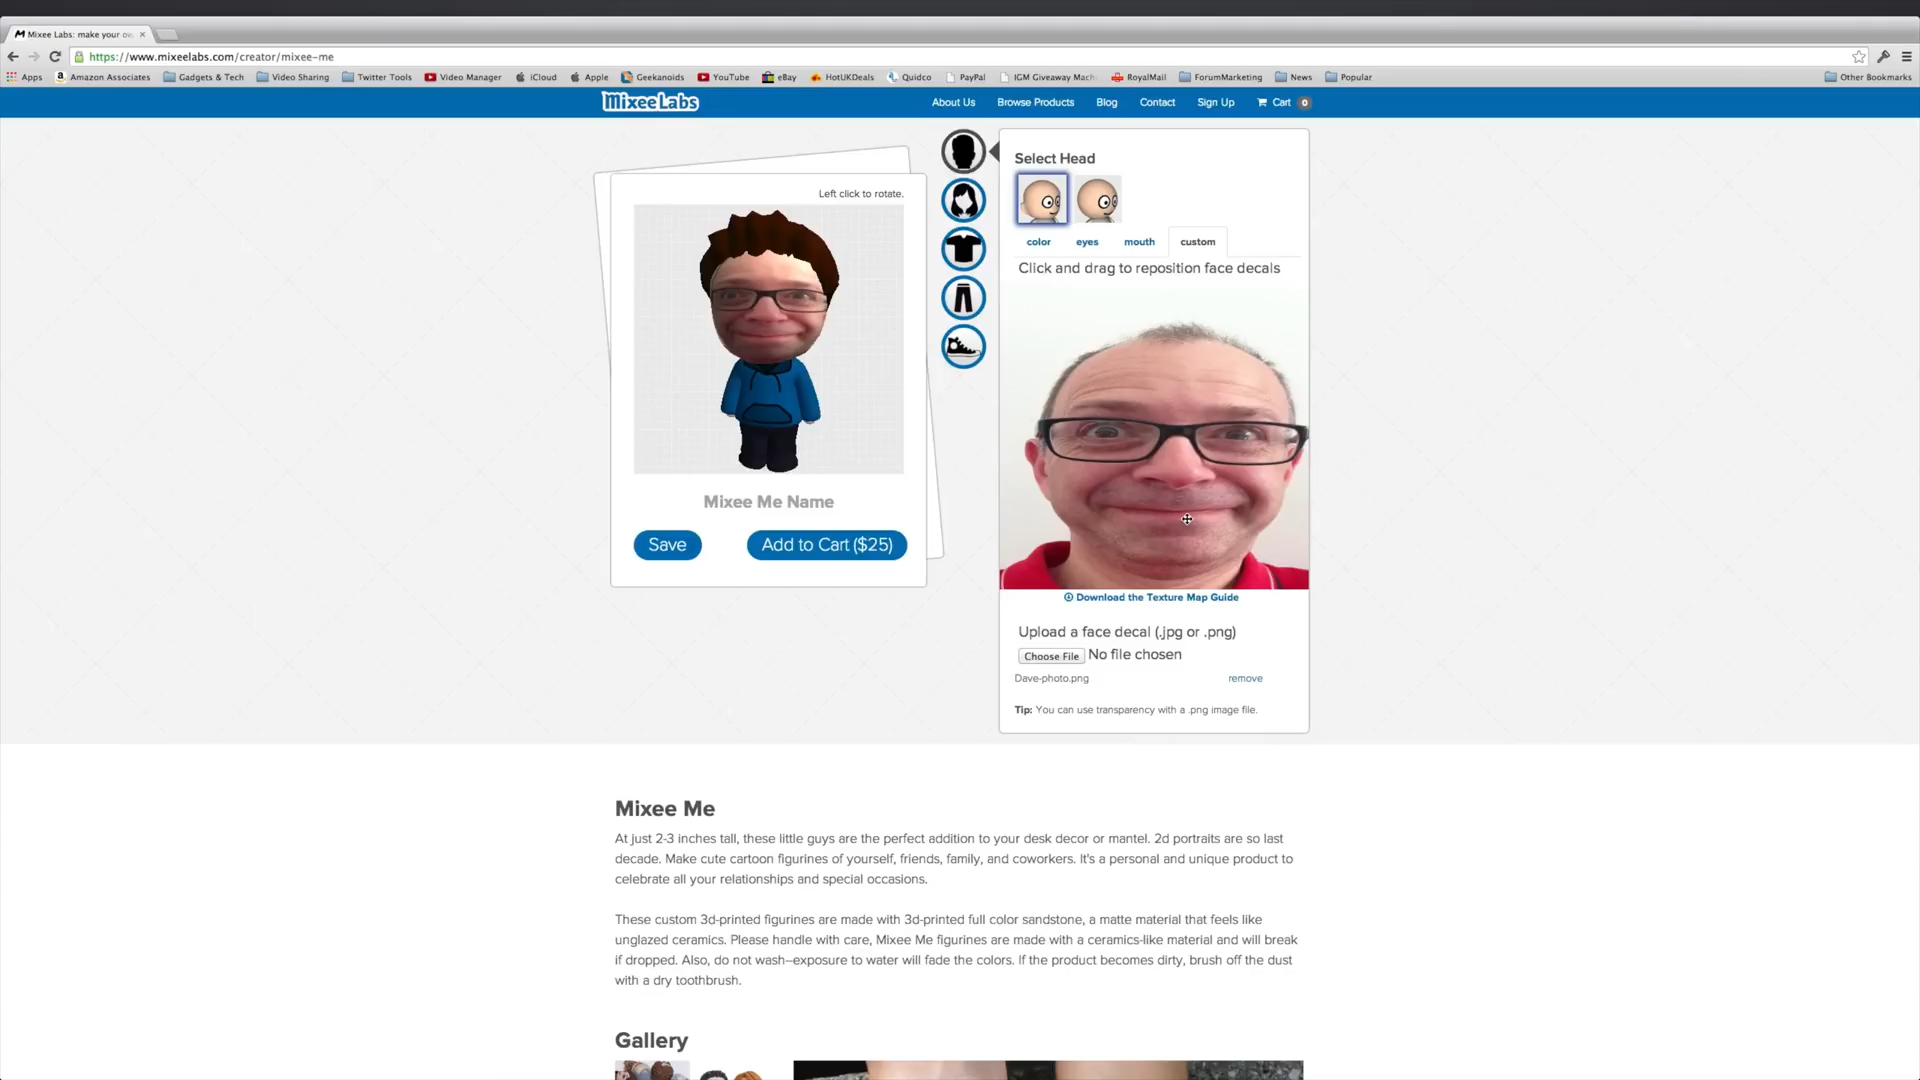 Mixee Labs: make your ow
https://www.mixeelabs.com/creator/mixee-me
Apps Amazon Associates Gadgets & Tech Video Sharing Twitter Tools Video Manager iCloud Apple Geekanoids YouTube eBay HotUKDeals Quidco PayPal IGM Giveaway Mach RoyalMail ForumMarketing News Popular Other Bookmarks
MixeeLabs About Us Browse Products Blog Contact Sign Up Cart 0
Left click to rotate.
Mixee Me Name
Save Add to Cart ($25)
Select Head
color eyes mouth custom
Click and drag to reposition face decals
Download the Texture Map Guide
Upload a face decal (.jpg or .png)
Choose File No file chosen
Dave-photo.png remove
Tip: You can use transparency with a .png image file.
Mixee Me
At just 2-3 inches tall, these little guys are the perfect addition to your desk decor or mantel. 2d portraits are so last
decade. Make cute cartoon figurines of yourself, friends, family, and coworkers. It's a personal and unique product to
celebrate all your relationships and special occasions.
These custom 3d-printed figurines are made with 3d-printed full color sandstone, a matte material that feels like
unglazed ceramics. Please handle with care, Mixee Me figurines are made with a ceramics-like material and will break
if dropped. Also, do not wash--exposure to water will fade the colors. If the product becomes dirty, brush off the dust
with a dry toothbrush.
Gallery